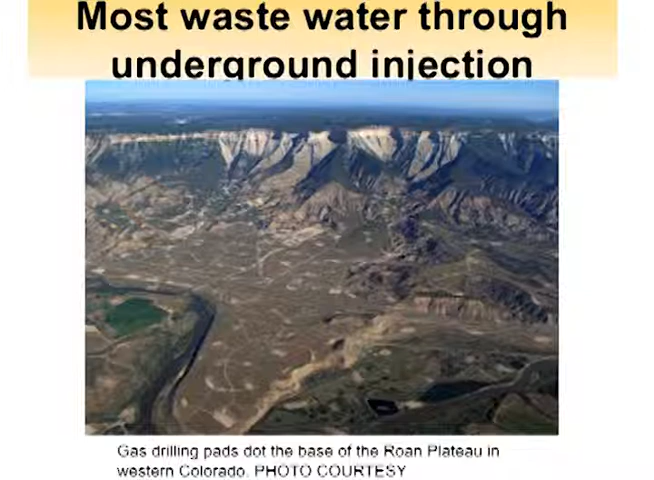 Most waste water through
underground injection
Gas drilling pads dot the base of the Roan Plateau in
western Colorado. PHOTO COURTESY